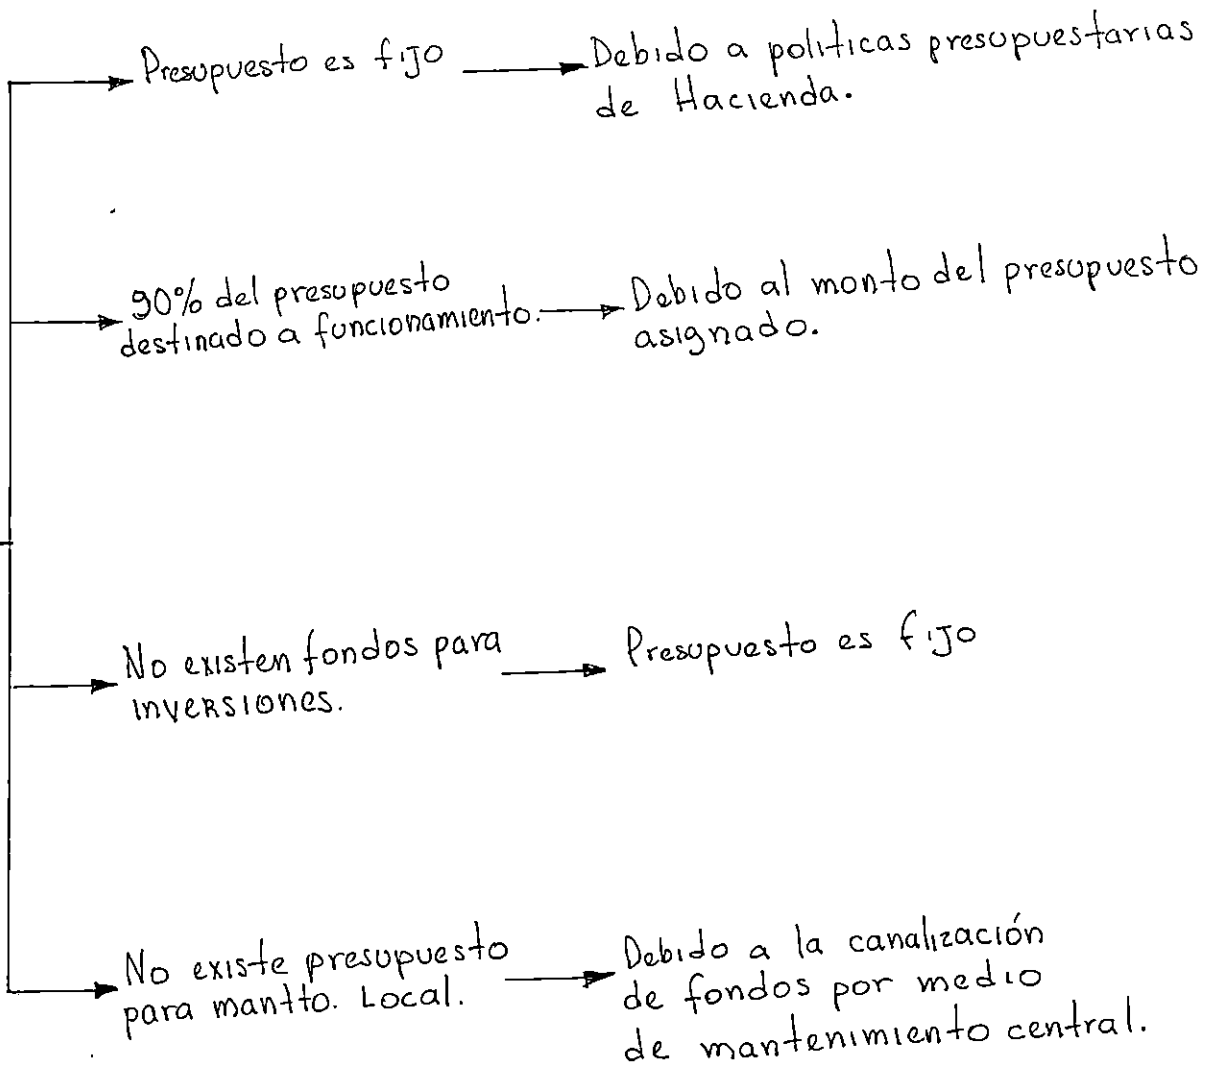 Presupuesto es fijo
Debido a politicas presupuestarias
de Hacienda.
90% del presupuesto
destinado a funcionamiento.
Debido al monto del presupuesto
asignado.
No existen fondos para
inversiones.
Presupuesto es fijo
No existe presupuesto
para mantto. Local.
Debido a la canalización
de fondos por medio
de mantenimiento central.